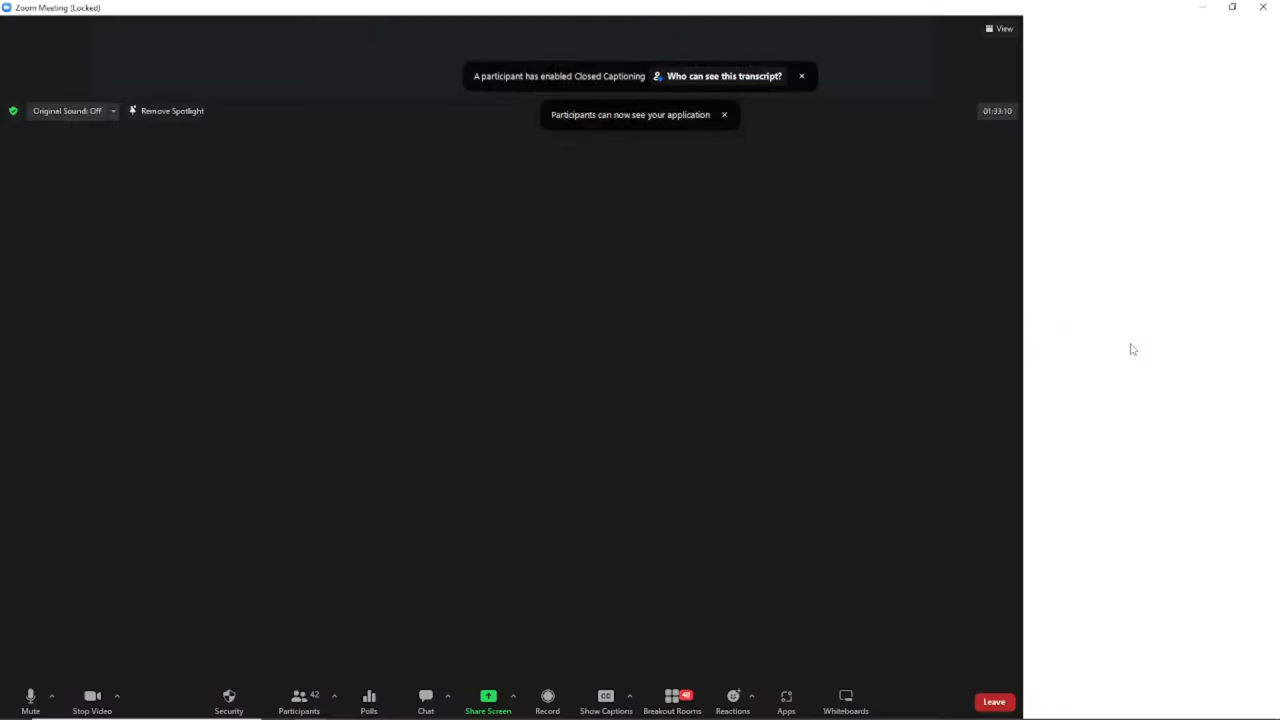 Zoom Meeting (Locked)
View
A participant has enabled Closed Captioning Who can see this transcript?
Original Sound: Off Remove Spotlight
Participants can now see your application
01:33:10
42
CC
40
Mute Stop Video Security Participants Polls Chat Share Screen Record Show Captions Breakout Rooms Reactions Apps Whiteboards
Leave